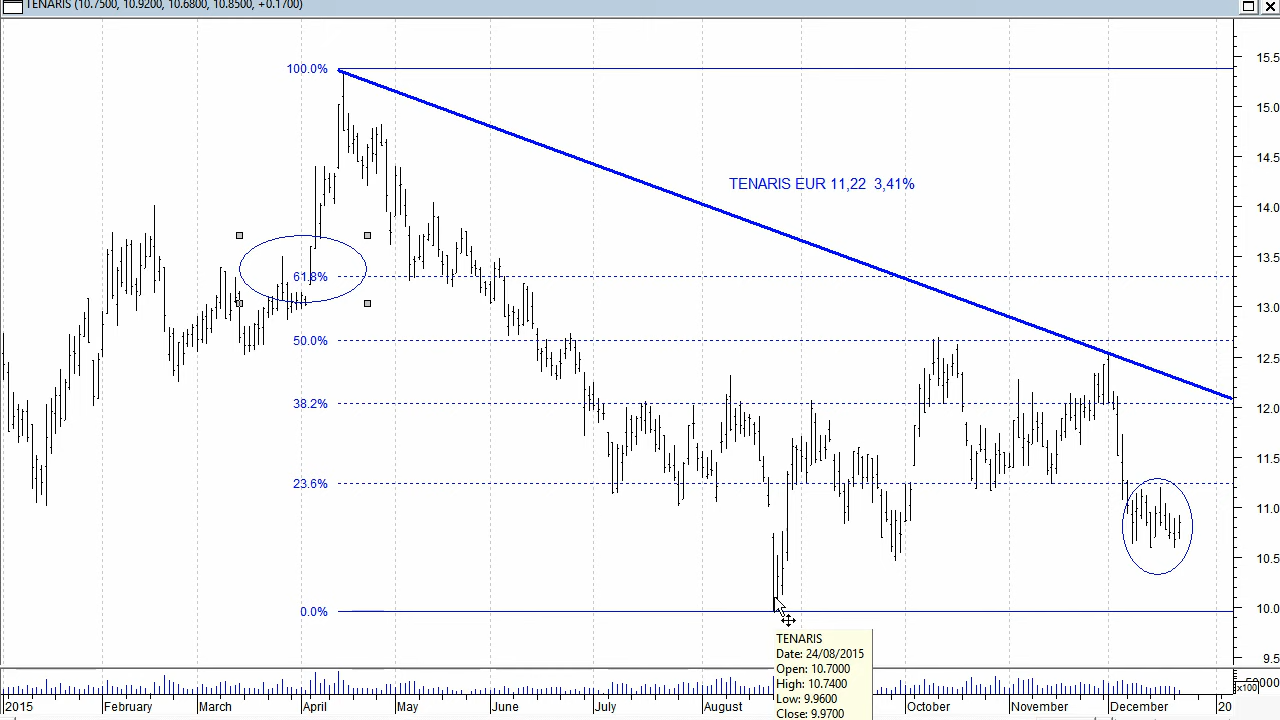 TENARIS (10.7500, 10.9200, 10.6800, 10.8500, +0.1700)
100.0%
61.8%
50.0%
38.2%
23.6%
0.0%
TENARIS EUR 11,22  3,41%
15.5
15.0
14.5
14.0
13.5
13.0
12.5
12.0
11.5
11.0
10.5
10.0
9.5
TENARIS
Date: 24/08/2015
Open: 10.7000
High: 10.7400
Low: 9.9600
Close: 9.9700
50000
x100
2015 February March April May June July August October November December 20